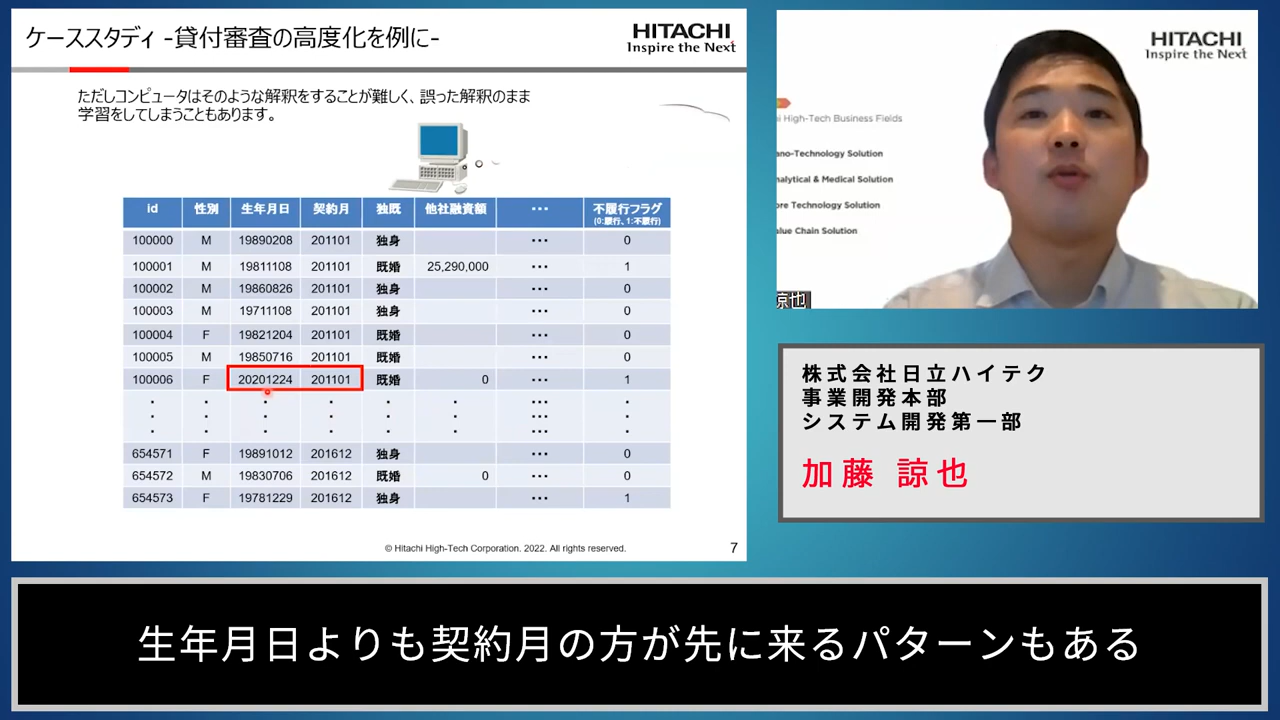 ケーススタディ -貸付審査の高度化を例に-
HITACHI
Inspire the Next
ただしコンピュータはそのような解釈をすることが難しく、誤った解釈のまま
学習をしてしまうこともあります。
id 性別 生年月日 契約月 独既 他社融資額 ・・・ 不履行フラグ
(0:履行、1:不履行)
100000 M 19890208 201101 独身 ・・・ 0
100001 M 19811108 201101 既婚 25,290,000 ・・・ 1
100002 M 19860826 201101 独身 ・・・ 0
100003 M 19711108 201101 独身 ・・・ 0
100004 F 19821204 201101 既婚 ・・・ 0
100005 M 19850716 201101 既婚 ・・・ 0
100006 F 20201224 201101 既婚 0 ・・・ 1
654571 F 19891012 201612 独身 ・・・ 0
654572 M 19830706 201612 既婚 0 ・・・ 0
654573 F 19781229 201612 独身 ・・・ 1
© Hitachi High-Tech Corporation. 2022. All rights reserved.
7
HITACHI
Inspire the Next
hi High-Tech Business Fields
ano-Technology Solution
nalytical & Medical Solution
ore Technology Solution
alue Chain Solution
諒也
株式会社日立ハイテク
事業開発本部
システム開発第一部
加藤 諒也
生年月日よりも契約月の方が先に来るパターンもある